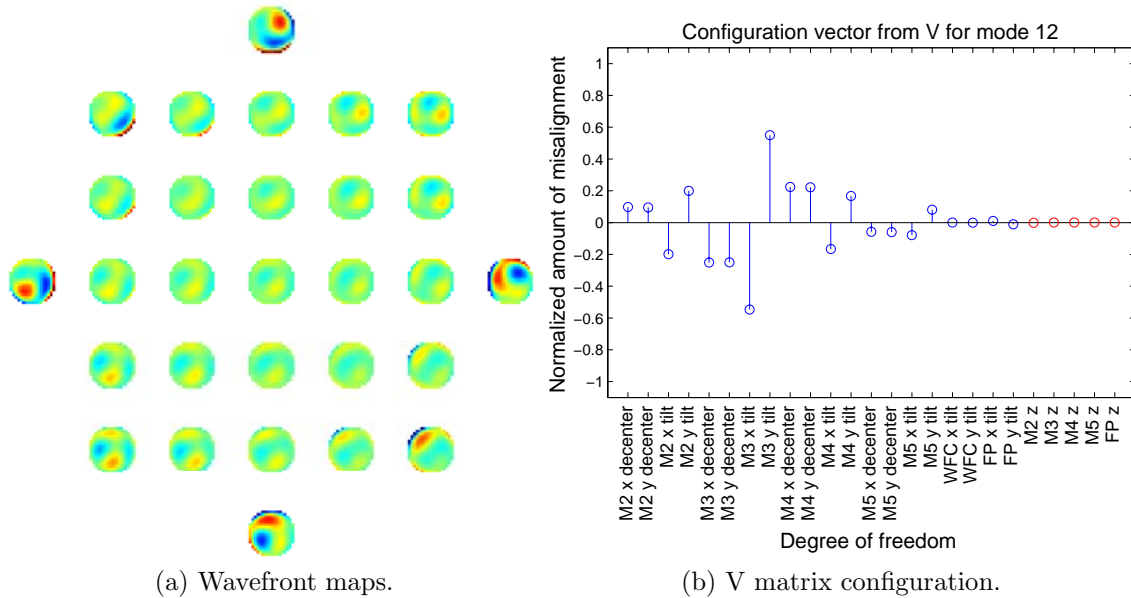 Configuration vector from V for mode 12
Normalized amount of misalignment
1
0.8
0.6
0.4
0.2
0
−0.2
−0.4
−0.6
−0.8
−1
M2 x decenter
M2 y decenter
M2 x tilt
M2 y tilt
M3 x decenter
M3 y decenter
M3 x tilt
M3 y tilt
M4 x decenter
M4 y decenter
M4 x tilt
M4 y tilt
M5 x decenter
M5 y decenter
M5 x tilt
M5 y tilt
WFC x tilt
WFC y tilt
FP x tilt
FP y tilt
M2 z
M3 z
M4 z
M5 z
FP z
Degree of freedom
(a) Wavefront maps.
(b) V matrix configuration.